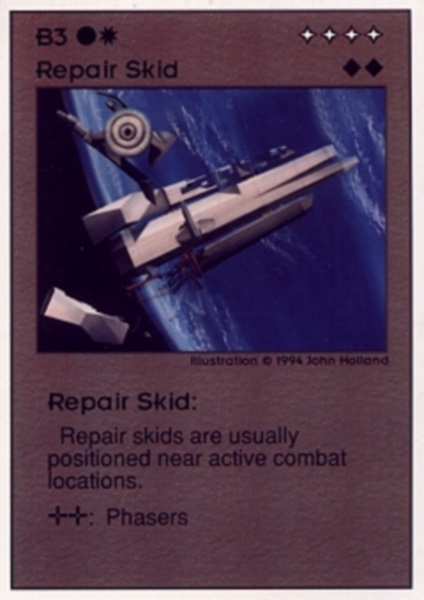 B3
Repair Skid
Illustration © 1994 John Holland
Repair Skid:
Repair skids are usually
positioned near active combat
locations.
: Phasers